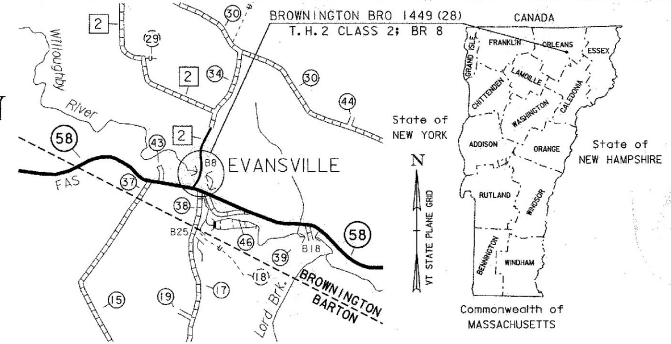 BROWNINGTON BRO 1449 (28)
T.H.2 CLASS 2; BR 8
CANADA
2
29
30
2
34
30
44
Willoughby
River
N
43
2
58
B8
EVANSVILLE
FAS
37
38
B25
46
39
B18
58
18
BROWNINGTON
BARTON
15
19
17
Lord Brk.
State of
NEW YORK
N
VT STATE PLANE GRID
GRAND ISLE
FRANKLIN
ORLEANS
ESSEX
LAMOILLE
CHITTENDEN
CALEDONIA
WASHINGTON
ADDISON
ORANGE
State of
NEW HAMPSHIRE
RUTLAND
WINDSOR
BENNINGTON
WINDHAM
Commonwealth of
MASSACHUSETTS